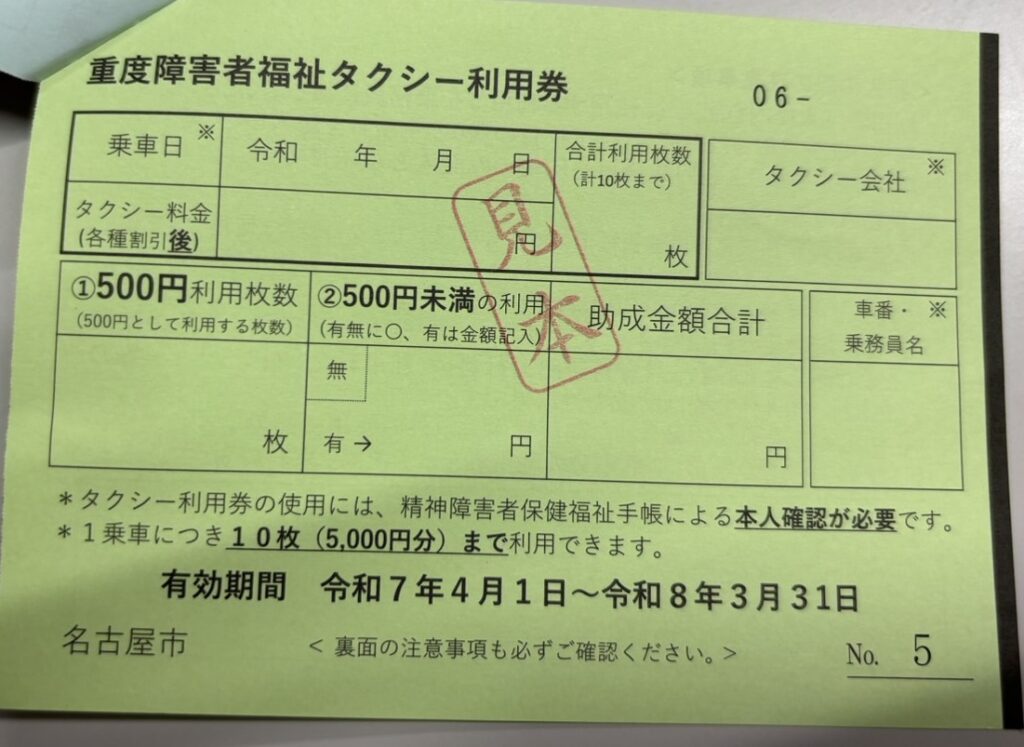 重度障害者福祉タクシー利用券
06-
乗車日 ※
令和 年 月 日
合計利用枚数
(計10枚まで)
枚
タクシー会社 ※
タクシー料金
(各種割引後)
円
見本
①500円利用枚数
(500円として利用する枚数)
枚
②500円未満の利用
(有無に〇、有は金額記入)
無
有 → 円
助成金額合計
円
車番・ ※
乗務員名
＊タクシー利用券の使用には、精神障害者保健福祉手帳による本人確認が必要です。
＊１乗車につき１０枚（5,000円分）まで利用できます。
有効期間 令和７年４月１日～令和８年３月３１日
名古屋市
< 裏面の注意事項も必ずご確認ください。>
No. 5